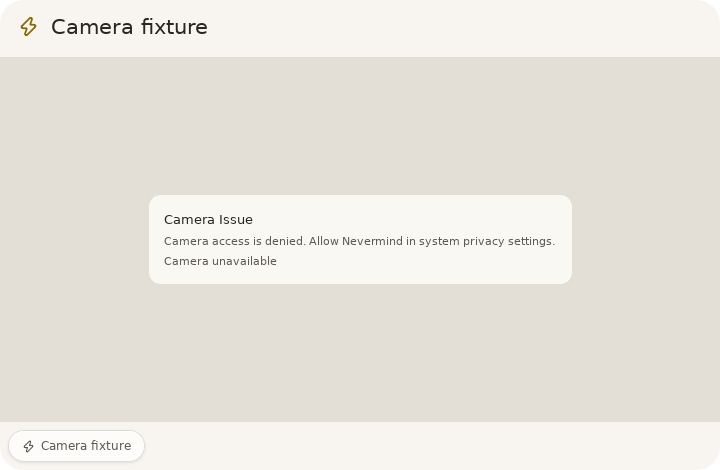 Camera fixture
Camera Issue
Camera access is denied. Allow Nevermind in system privacy settings.
Camera unavailable
Camera fixture